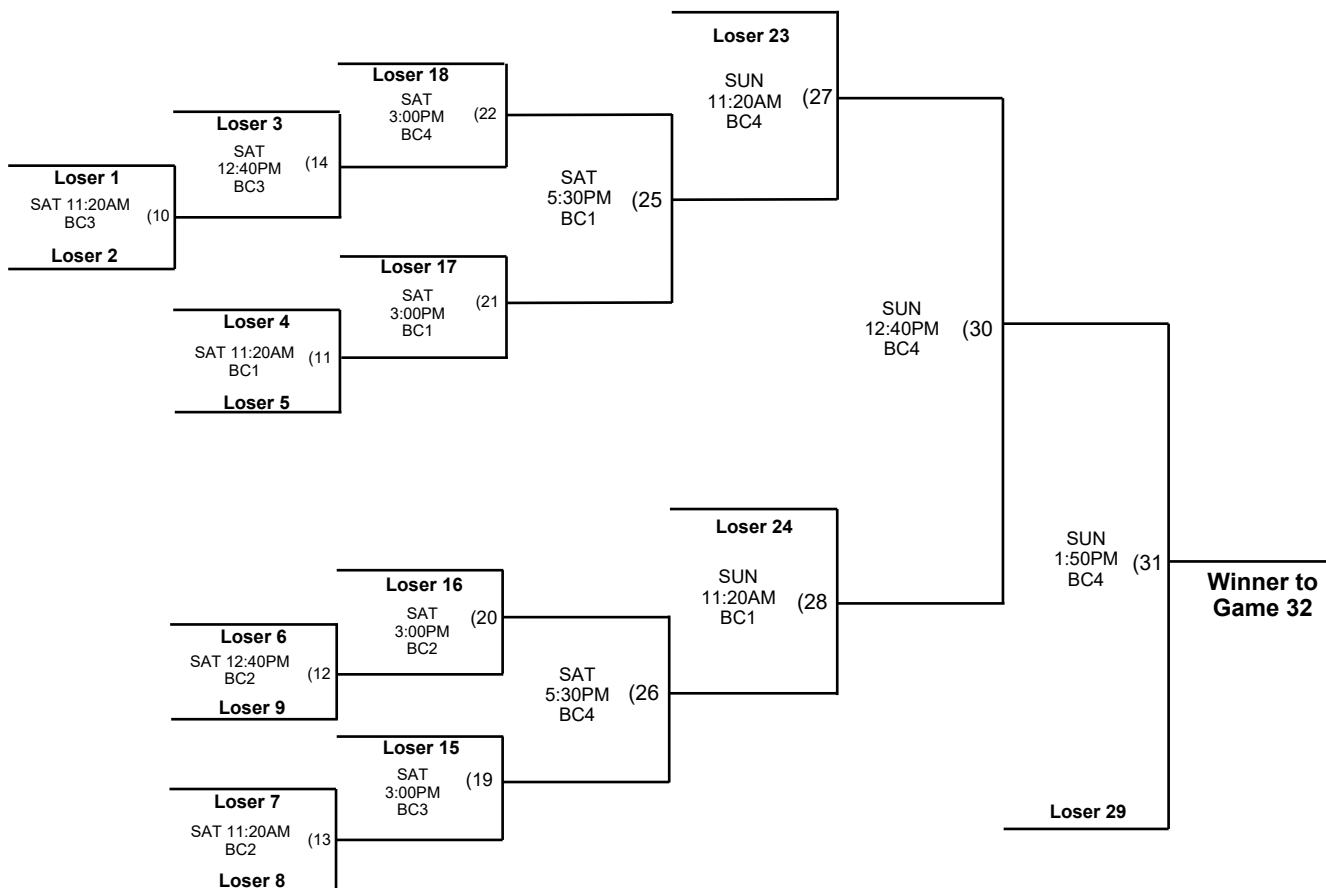 Loser 23
SUN
11:20AM
BC4
(27
Loser 18
SAT
3:00PM
BC4
(22
Loser 3
SAT
12:40PM
BC3
(14
Loser 1
SAT 11:20AM
BC3
(10
Loser 2
SAT
5:30PM
BC1
(25
Loser 17
SAT
3:00PM
BC1
(21
Loser 4
SAT 11:20AM
BC1
(11
Loser 5
SUN
12:40PM
BC4
(30
Loser 24
SUN
11:20AM
BC1
(28
Loser 16
SAT
3:00PM
BC2
(20
Loser 6
SAT 12:40PM
BC2
(12
Loser 9
SAT
5:30PM
BC4
(26
Loser 15
SAT
3:00PM
BC3
(19
Loser 7
SAT 11:20AM
BC2
(13
Loser 8
SUN
1:50PM
BC4
(31
Winner to
Game 32
Loser 29